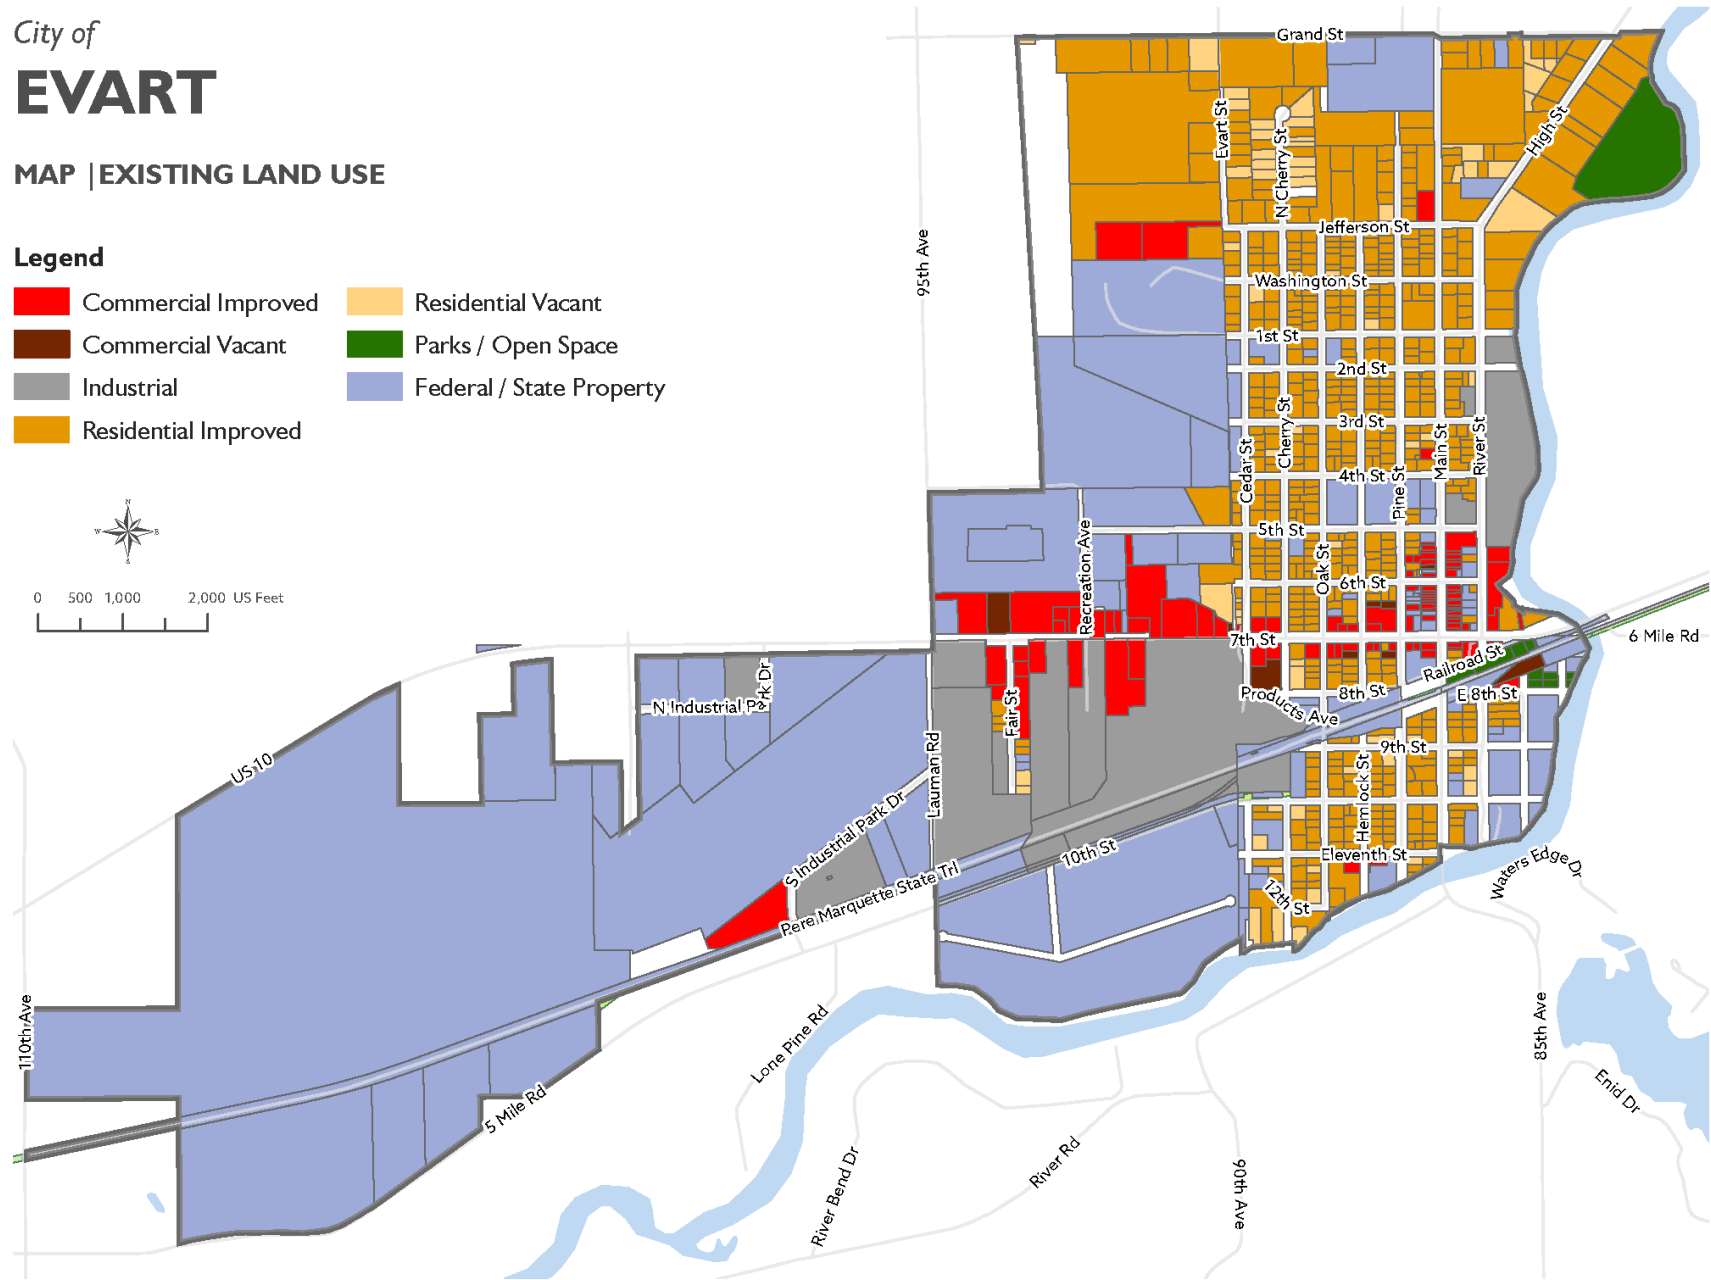 City of
EVART
MAP |EXISTING LAND USE
Legend
Commercial Improved
Commercial Vacant
Industrial
Residential Improved
Residential Vacant
Parks / Open Space
Federal / State Property
N
W E
S
0 500 1,000 2,000 US Feet
Grand St
Evart St
N Cherry St
High St
Jefferson St
95th Ave
Washington St
1st St
2nd St
3rd St
Cherry St
Main St
River St
Cedar St
4th St
Pine St
5th St
Recreation Ave
Oak St
6th St
7th St
6 Mile Rd
Railroad St
N Industrial Park Dr
Park Dr
Fair St
Products Ave
8th St
E 8th St
US 10
Lauman Rd
9th St
Hemlock St
S Industrial Park Dr
10th St
Eleventh St
Waters Edge Dr
Pere Marquette State Trl
12th St
110th Ave
Lone Pine Rd
85th Ave
5 Mile Rd
Enid Dr
River Bend Dr
River Rd
90th Ave